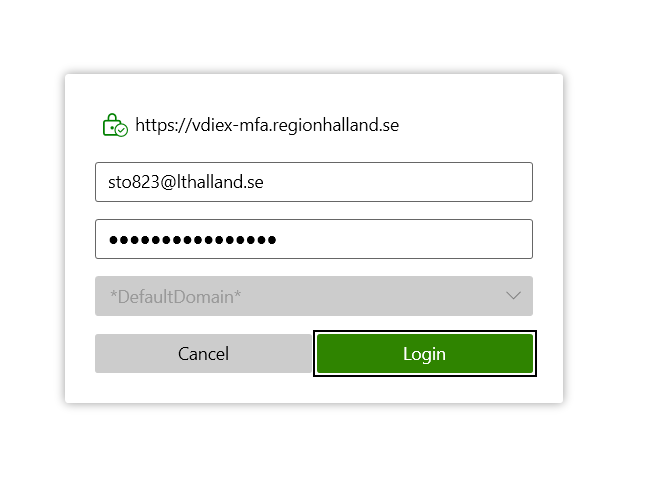 https://vdiex-mfa.regionhalland.se
sto823@lthalland.se
●●●●●●●●●●●●●●●●
*DefaultDomain*
Cancel Login